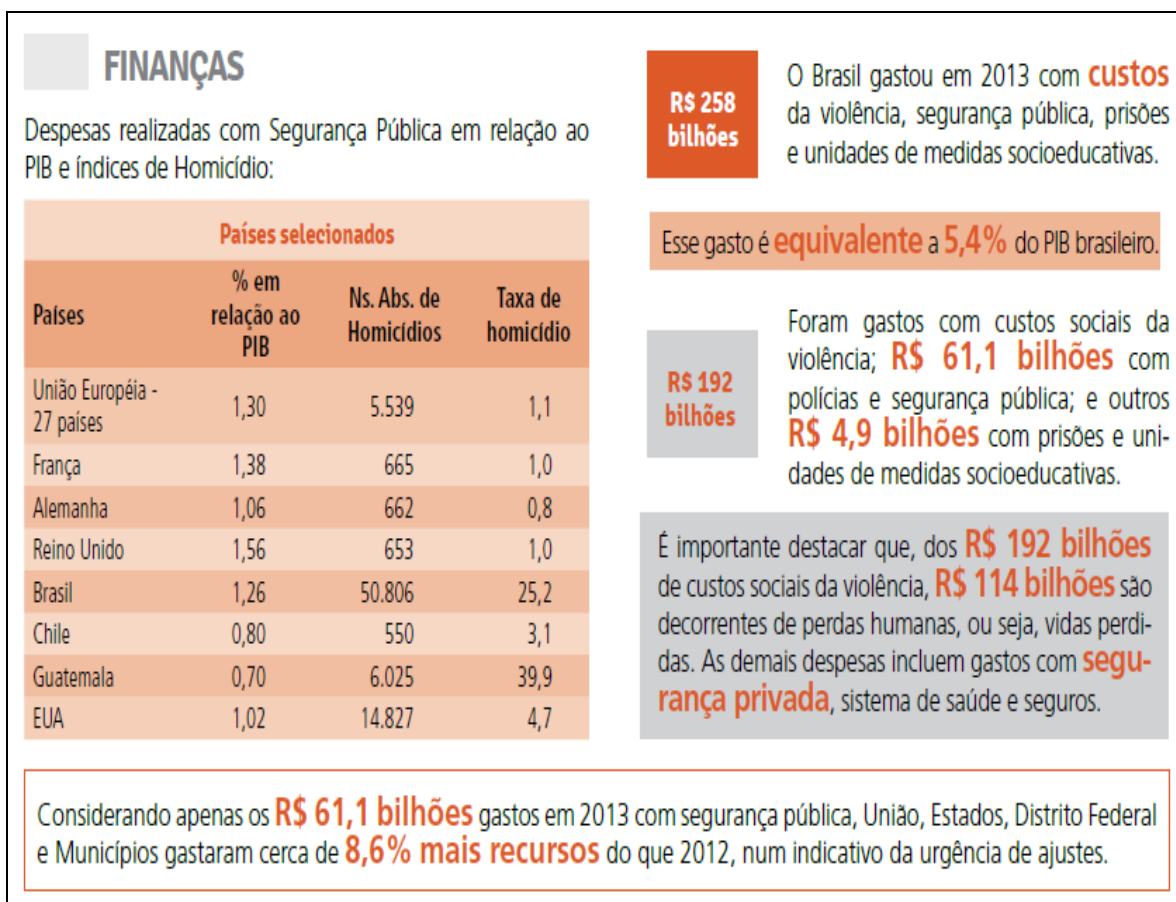 FINANÇAS
Despesas realizadas com Segurança Pública em relação ao
PIB e índices de Homicídio:
Países selecionados
Países % em relação ao PIB Ns. Abs. de Homicídios Taxa de homicídio
União Européia - 27 países 1,30 5.539 1,1
França 1,38 665 1,0
Alemanha 1,06 662 0,8
Reino Unido 1,56 653 1,0
Brasil 1,26 50.806 25,2
Chile 0,80 550 3,1
Guatemala 0,70 6.025 39,9
EUA 1,02 14.827 4,7
R$ 258
bilhões
O Brasil gastou em 2013 com custos
da violência, segurança pública, prisões
e unidades de medidas socioeducativas.
Esse gasto é equivalente a 5,4% do PIB brasileiro.
R$ 192
bilhões
Foram gastos com custos sociais da
violência; R$ 61,1 bilhões com
polícias e segurança pública; e outros
R$ 4,9 bilhões com prisões e uni-
dades de medidas socioeducativas.
É importante destacar que, dos R$ 192 bilhões
de custos sociais da violência, R$ 114 bilhões são
decorrentes de perdas humanas, ou seja, vidas perdi-
das. As demais despesas incluem gastos com segu-
rança privada, sistema de saúde e seguros.
Considerando apenas os R$ 61,1 bilhões gastos em 2013 com segurança pública, União, Estados, Distrito Federal
e Municípios gastaram cerca de 8,6% mais recursos do que 2012, num indicativo da urgência de ajustes.